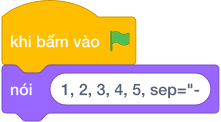 khi bấm vào
nói 1, 2, 3, 4, 5, sep="-